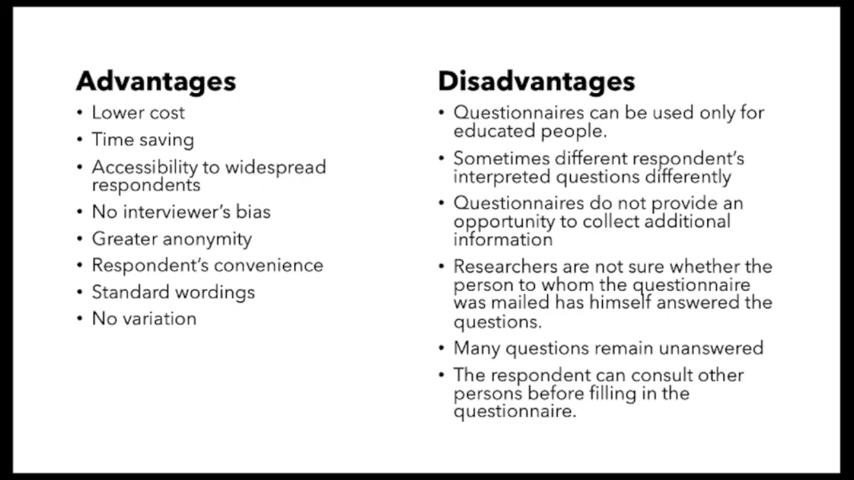 Advantages
• Lower cost
• Time saving
• Accessibility to widespread
respondents
• No interviewer's bias
• Greater anonymity
• Respondent's convenience
• Standard wordings
• No variation
Disadvantages
• Questionnaires can be used only for
educated people.
• Sometimes different respondent's
interpreted questions differently
• Questionnaires do not provide an
opportunity to collect additional
information
• Researchers are not sure whether the
person to whom the questionnaire
was mailed has himself answered the
questions.
• Many questions remain unanswered
• The respondent can consult other
persons before filling in the
questionnaire.